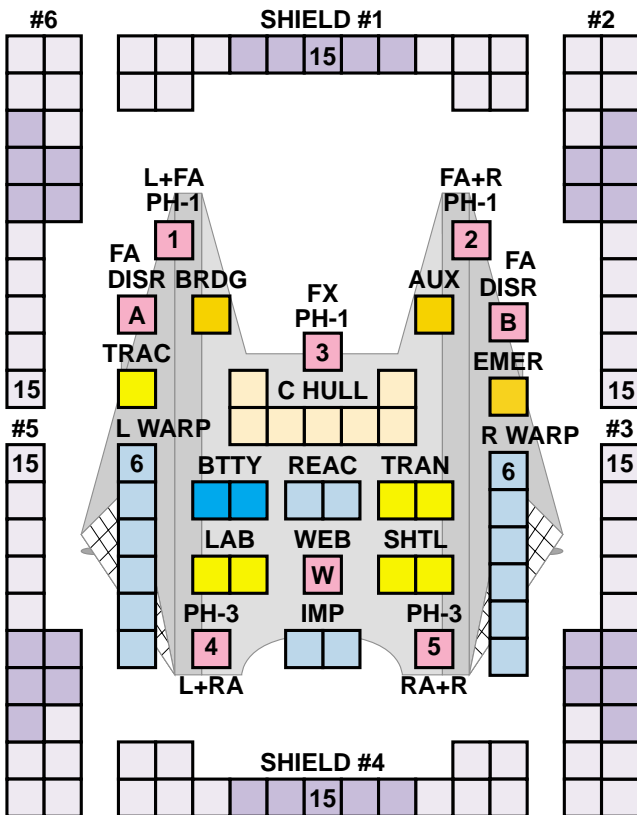 #6
SHIELD #1
#2
15
L+FA
PH-1
FA+R
PH-1
1
2
FA
DISR
BRDG
AUX
FA
DISR
FX
PH-1
A
B
3
TRAC
EMER
C HULL
15
15
#5
L WARP
R WARP
#3
15
6
BTTY
REAC
TRAN
6
15
LAB
WEB
SHTL
W
PH-3
IMP
PH-3
4
5
L+RA
RA+R
SHIELD #4
15